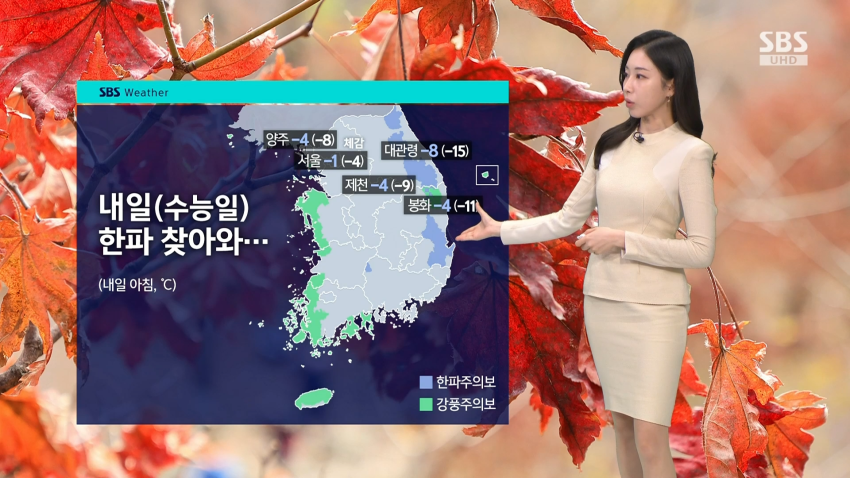 SBS
UHD
SBS Weather
양주 -4 (-8) 체감
서울 -1 (-4)
대관령 -8 (-15)
제천 -4 (-9)
봉화 -4 (-11
내일(수능일)
한파 찾아와…
(내일 아침, ℃)
한파주의보
강풍주의보